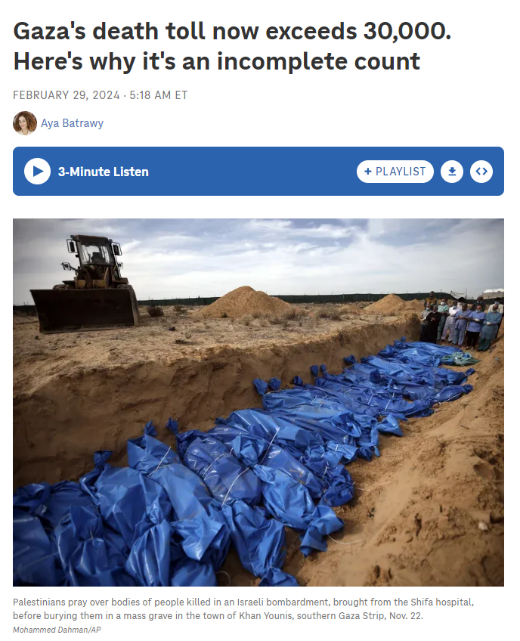 Gaza's death toll now exceeds 30,000.
Here's why it's an incomplete count
FEBRUARY 29, 2024 · 5:18 AM ET
Aya Batrawy
3-Minute Listen
+ PLAYLIST
Palestinians pray over bodies of people killed in an Israeli bombardment, brought from the Shifa hospital,
before burying them in a mass grave in the town of Khan Younis, southern Gaza Strip, Nov. 22.
Mohammed Dahman/AP